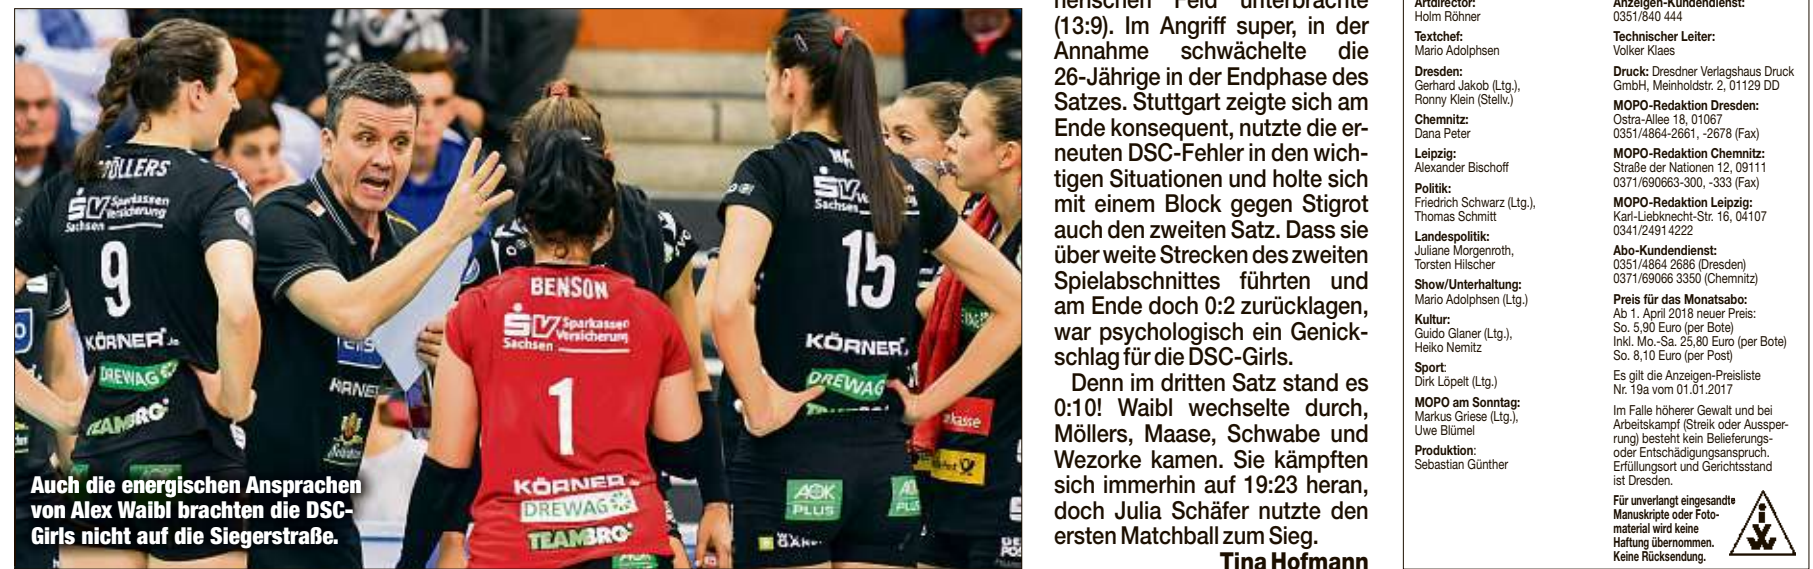 MÖLLERS
SV Sparkassen
Versicherung
Sachsen
9
KÖRNER
DREWAG
TEAMBRO
BENSON
SV Sparkassen
Versicherung
Sachsen
1
KÖRNER
DREWAG
TEAMBRO
SV
Sachsen
15
KÖRNER
DREWAG
AOK
PLUS
Auch die energischen Ansprachen
von Alex Waibl brachten die DSC-
Girls nicht auf die Siegerstraße.
nerischen Feld unterbrachte
(13:9). Im Angriff super, in der
Annahme schwächelte die
26-Jährige in der Endphase des
Satzes. Stuttgart zeigte sich am
Ende konsequent, nutzte die er-
neuten DSC-Fehler in den wich-
tigen Situationen und holte sich
mit einem Block gegen Stigrot
auch den zweiten Satz. Dass sie
über weite Strecken des zweiten
Spielabschnittes führten und
am Ende doch 0:2 zurücklagen,
war psychologisch ein Genick-
schlag für die DSC-Girls.
Denn im dritten Satz stand es
0:10! Waibl wechselte durch,
Möllers, Maase, Schwabe und
Wezorke kamen. Sie kämpften
sich immerhin auf 19:23 heran,
doch Julia Schäfer nutzte den
ersten Matchball zum Sieg.
Tina Hofmann
Artdirector:
Holm Röhner
Textchef:
Mario Adolphsen
Dresden:
Gerhard Jakob (Ltg.),
Ronny Klein (Stellv.)
Chemnitz:
Dana Peter
Leipzig:
Alexander Bischoff
Politik:
Friedrich Schwarz (Ltg.),
Thomas Schmitt
Landespolitik:
Juliane Morgenroth,
Torsten Hilscher
Show/Unterhaltung:
Mario Adolphsen (Ltg.)
Kultur:
Guido Glaner (Ltg.),
Heiko Nemitz
Sport:
Dirk Löpelt (Ltg.)
MOPO am Sonntag:
Markus Griese (Ltg.),
Uwe Blümel
Produktion:
Sebastian Günther
Anzeigen-Kundendienst:
0351/840 444
Technischer Leiter:
Volker Klaes
Druck: Dresdner Verlagshaus Druck
GmbH, Meinholdstr. 2, 01129 DD
MOPO-Redaktion Dresden:
Ostra-Allee 18, 01067
0351/4864-2661, -2678 (Fax)
MOPO-Redaktion Chemnitz:
Straße der Nationen 12, 09111
0371/690663-300, -333 (Fax)
MOPO-Redaktion Leipzig:
Karl-Liebknecht-Str. 16, 04107
0341/24914222
Abo-Kundendienst:
0351/4864 2686 (Dresden)
0371/69066 3350 (Chemnitz)
Preis für das Monatsabo:
Ab 1. April 2018 neuer Preis:
So. 5,90 Euro (per Bote)
Inkl. Mo.-Sa. 25,80 Euro (per Bote)
So. 8,10 Euro (per Post)
Es gilt die Anzeigen-Preisliste
Nr. 19a vom 01.01.2017
Im Falle höherer Gewalt und bei
Arbeitskampf (Streik oder Aussper-
rung) besteht kein Belieferungs-
oder Entschädigungsanspruch.
Erfüllungsort und Gerichtsstand
ist Dresden.
Für unverlangt eingesandte
Manuskripte oder Foto-
material wird keine
Haftung übernommen.
Keine Rücksendung.